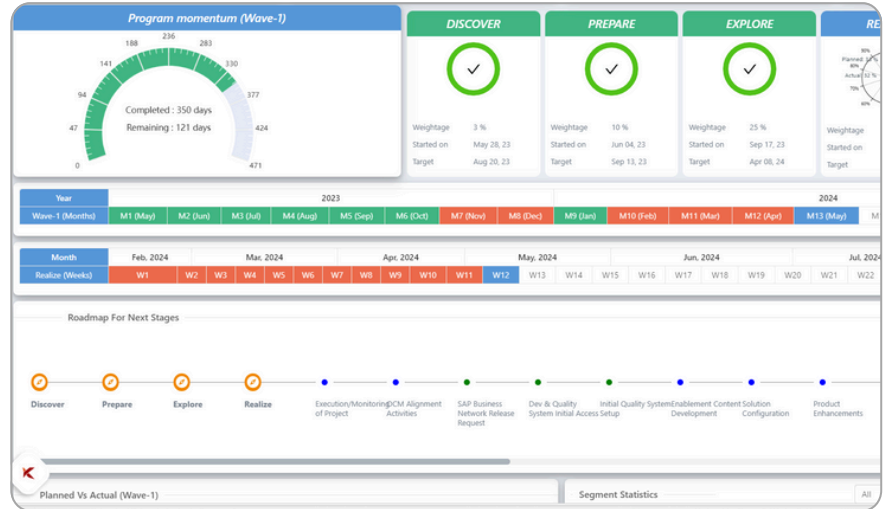 Program momentum (Wave-1)
0
47
94
141
188
236
283
330
377
424
471
Completed : 350 days
Remaining : 121 days
DISCOVER
Weightage 3 %
Started on May 28, 23
Target Aug 20, 23
PREPARE
Weightage 10 %
Started on Jun 04, 23
Target Sep 13, 23
EXPLORE
Weightage 25 %
Started on Sep 17, 23
Target Apr 08, 24
RE
Weightage
Started on
Target
Year 2023 2024
Wave-1 (Months) M1 (May) M2 (Jun) M3 (Jul) M4 (Aug) M5 (Sep) M6 (Oct) M7 (Nov) M8 (Dec) M9 (Jan) M10 (Feb) M11 (Mar) M12 (Apr) M13 (May) M
Month Feb, 2024 Mar, 2024 Apr, 2024 May, 2024 Jun, 2024 Jul, 2024
Realize (Weeks) W1 W2 W3 W4 W5 W6 W7 W8 W9 W10 W11 W12 W13 W14 W15 W16 W17 W18 W19 W20 W21 W22
Roadmap For Next Stages
Discover
Prepare
Explore
Realize
Execution/Monitoring
of Project
OCM Alignment
Activities
SAP Business
Network Release
Request
Dev & Quality
System Initial Access
Initial Quality System
Setup
Enablement Content
Development
Solution
Configuration
Product
Enhancements
Planned Vs Actual (Wave-1)
Segment Statistics
All